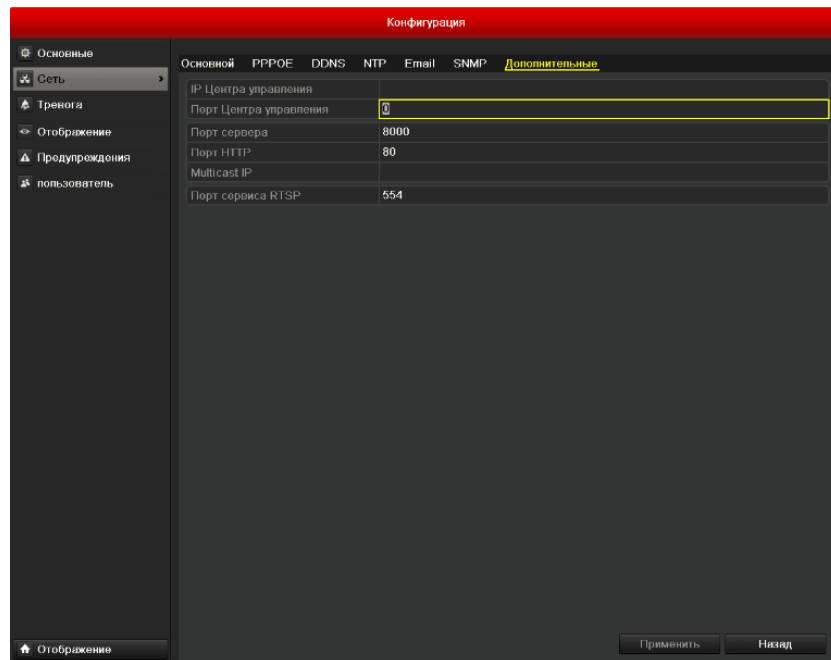 Конфигурация
Основные
Сеть
Тревога
Отображение
Предупреждения
пользователь
Отображение
Основной PPPOE DDNS NTP Email SNMP Дополнительные
IP Центра управления
Порт Центра управления 0
Порт сервера 8000
Порт HTTP 80
Multicast IP
Порт сервиса RTSP 554
Применить Назад